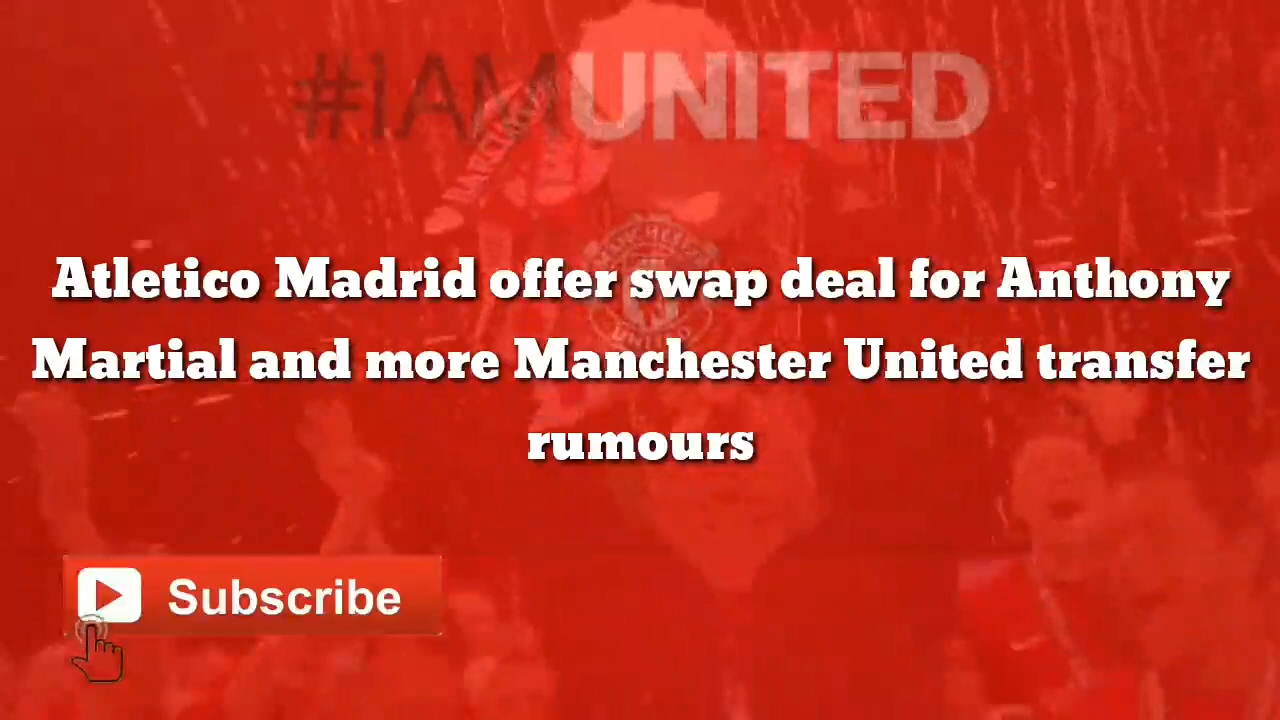 #IAMUNITED
Atletico Madrid offer swap deal for Anthony
Martial and more Manchester United transfer
rumours
Subscribe